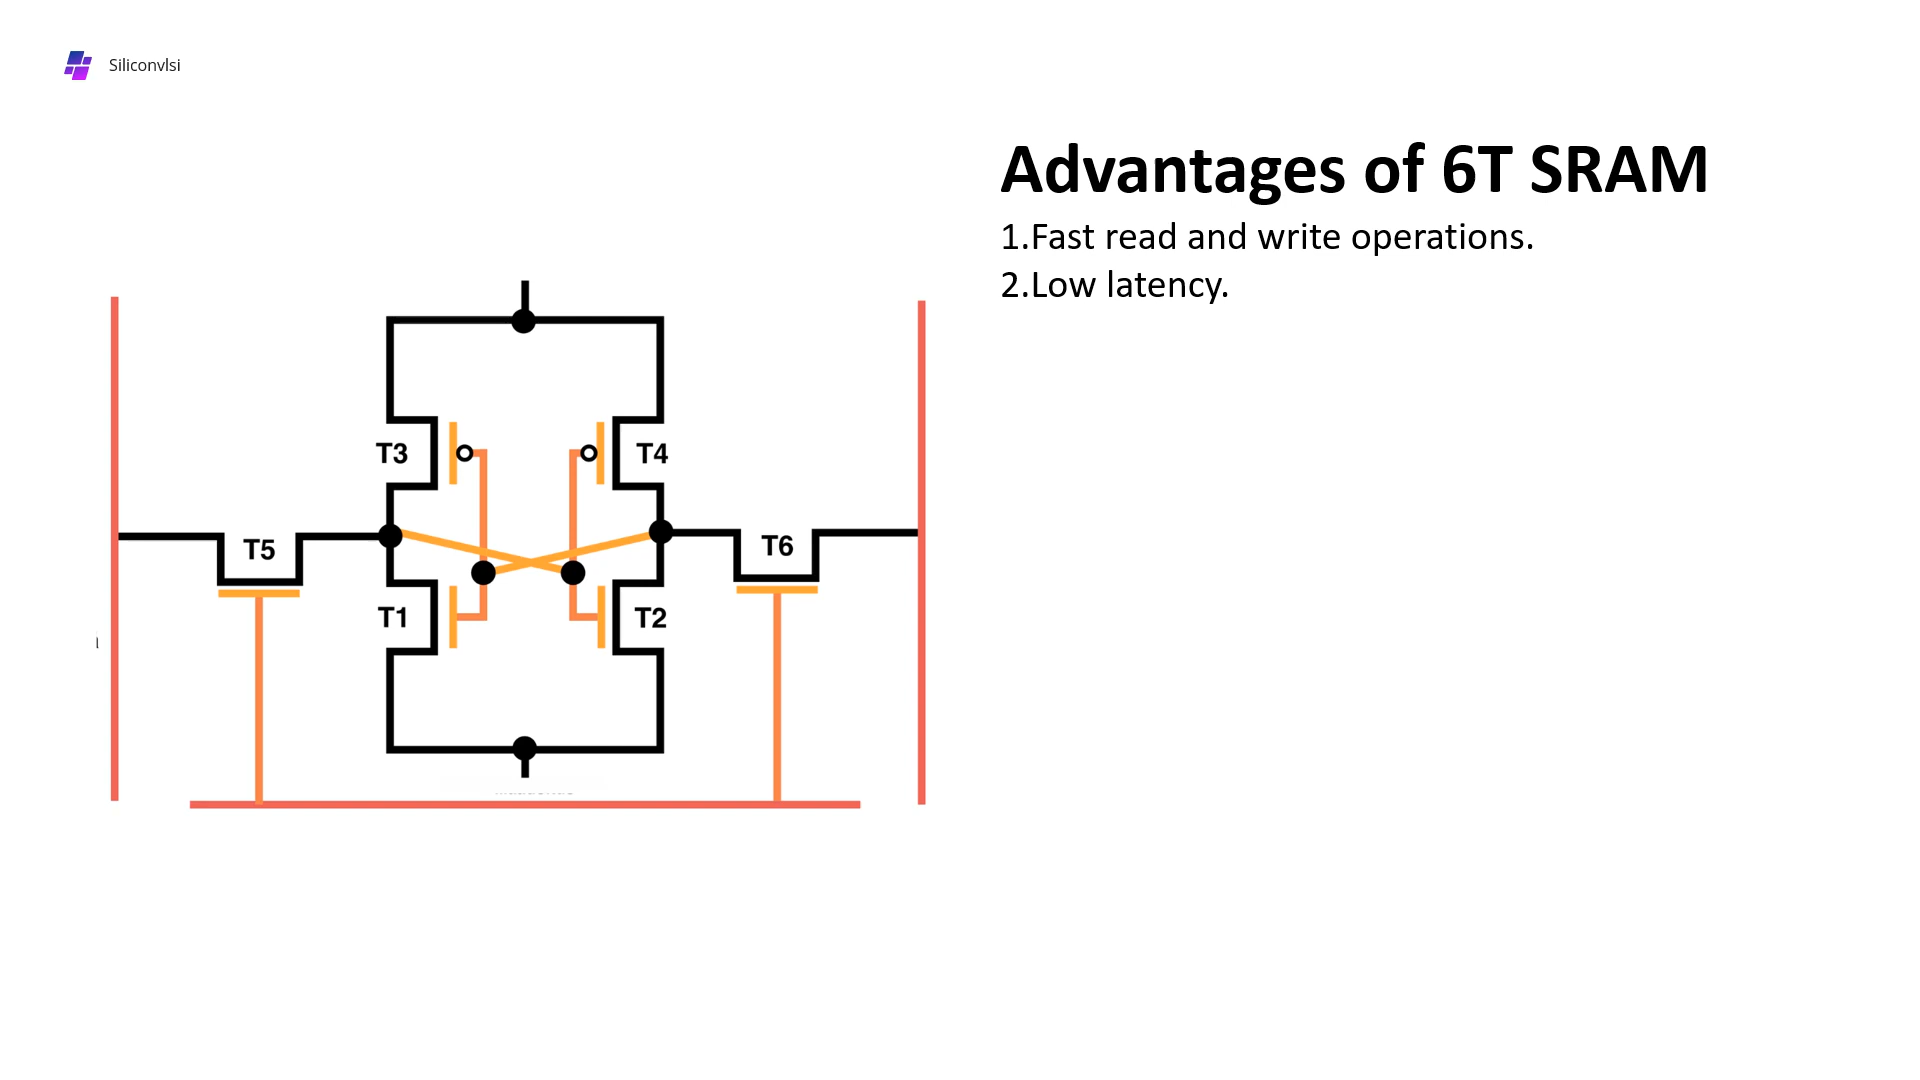 Siliconvlsi
Advantages of 6T SRAM
1.Fast read and write operations.
2.Low latency.
T3
T4
T5
T6
T1
T2